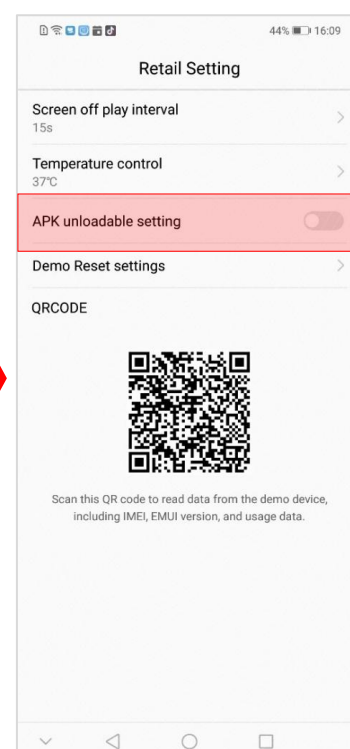 44% 16:09
Retail Setting
Screen off play interval
15s
Temperature control
37°C
APK unloadable setting
Demo Reset settings
QRCODE
Scan this QR code to read data from the demo device,
including IMEI, EMUI version, and usage data.